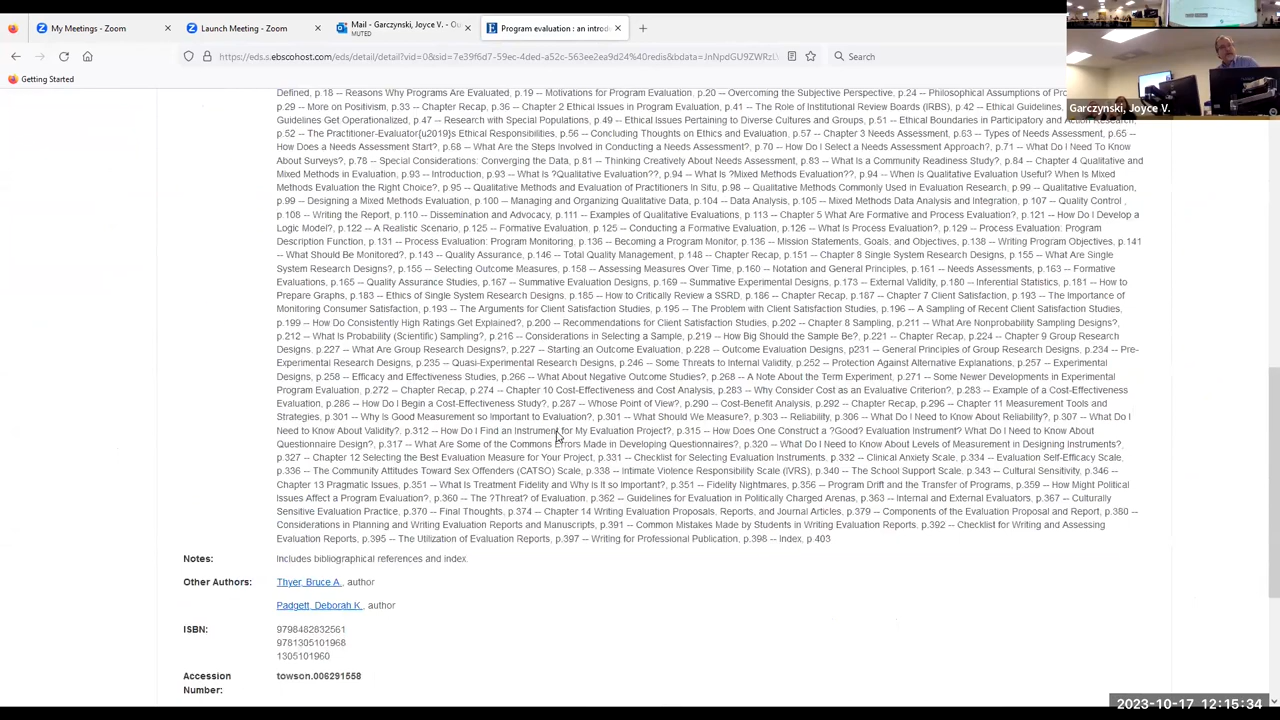 My Meetings - Zoom
Launch Meeting - Zoom
Mail - Garczynski, Joyce V. - Ou
MUTED
Program evaluation : an introd
https://eds.s.ebscohost.com/eds/detail/detail?vid=0&sid=7e39f6d7-59ec-4ded-a52c-563ee2ea9d24%40redis&bdata=JnNpdGU9ZWRzL
Search
Getting Started
Garczynski, Joyce V.
Defined, p.18 -- Reasons Why Programs Are Evaluated, p.19 -- Motivations for Program Evaluation, p.20 -- Overcoming the Subjective Perspective, p.24 -- Philosophical Assumptions of
p.29 -- More on Positivism, p.33 -- Chapter Recap, p.36 -- Chapter 2 Ethical Issues in Program Evaluation, p.41 -- The Role of Institutional Review Boards (IRBS), p.42 -- Ethical Guidelines,
Guidelines Get Operationalized, p.47 -- Research with Special Populations, p.49 -- Ethical Issues Pertaining to Diverse Cultures and Groups, p.51 -- Ethical Boundaries in Participatory and Action Research,
p.52 -- The Practitioner-Evaluator?2019}s Ethical Responsibilities, p.56 -- Concluding Thoughts on Ethics and Evaluation, p.57 -- Chapter 3 Needs Assessment, p.63 -- Types of Needs Assessment, p.65 --
How Does a Needs Assessment Start?, p.68 -- What Are the Steps Involved in Conducting a Needs Assessment?, p.70 -- How Do I Select a Needs Assessment Approach?, p.71 -- What Do I Need To Know
About Surveys?, p.78 -- Special Considerations: Converging the Data, p.81 -- Thinking Creatively About Needs Assessment, p.83 -- What Is a Community Readiness Study?, p.84 -- Chapter 4 Qualitative and
Mixed Methods in Evaluation, p.93 -- Introduction, p.93 -- What Is ?Qualitative Evaluation??, p.94 -- What Is ?Mixed Methods Evaluation??, p.94 -- When Is Qualitative Evaluation Useful? When Is Mixed
Methods Evaluation the Right Choice?, p.95 -- Qualitative Methods and Evaluation of Practitioners In Situ, p.98 -- Qualitative Methods Commonly Used in Evaluation Research, p.99 -- Qualitative Evaluation,
p.99 -- Designing a Mixed Methods Evaluation, p.100 -- Managing and Organizing Qualitative Data, p.104 -- Data Analysis, p.105 -- Mixed Methods Data Analysis and Integration, p.107 -- Quality Control ,
p.108 -- Writing the Report, p.110 -- Dissemination and Advocacy, p.111 -- Examples of Qualitative Evaluations, p.113 -- Chapter 5 What Are Formative and Process Evaluation?, p.121 -- How Do I Develop a
Logic Model?, p.122 -- A Realistic Scenario, p.125 -- Formative Evaluation, p.125 -- Conducting a Formative Evaluation, p.126 -- What Is Process Evaluation?, p.129 -- Process Evaluation: Program
Description Function, p.131 -- Process Evaluation: Program Monitoring, p.136 -- Becoming a Program Monitor, p.136 -- Mission Statements, Goals, and Objectives, p.138 -- Writing Program Objectives, p.141
-- What Should Be Monitored?, p.143 -- Quality Assurance, p.146 -- Total Quality Management, p.148 -- Chapter Recap, p.151 -- Chapter 8 Single System Research Designs, p.155 -- What Are Single
System Research Designs?, p.155 -- Selecting Outcome Measures, p.158 -- Assessing Measures Over Time, p.160 -- Notation and General Principles, p.161 -- Needs Assessments, p.163 -- Formative
Evaluations, p.165 -- Quality Assurance Studies, p.167 -- Summative Evaluation Designs, p.169 -- Summative Experimental Designs, p.173 -- External Validity, p.180 -- Inferential Statistics, p.181 -- How to
Prepare Graphs, p.183 -- Ethics of Single System Research Designs, p.185 -- How to Critically Review a SSRD, p.186 -- Chapter Recap, p.187 -- Chapter 7 Client Satisfaction, p.193 -- The Importance of
Monitoring Consumer Satisfaction, p.193 -- The Arguments for Client Satisfaction Studies, p.195 -- The Problem with Client Satisfaction Studies, p.196 -- A Sampling of Recent Client Satisfaction Studies,
p.199 -- How Do Consistently High Ratings Get Explained?, p.200 -- Recommendations for Client Satisfaction Studies, p.202 -- Chapter 8 Sampling, p.211 -- What Are Nonprobability Sampling Designs?,
p.212 -- What Is Probability (Scientific) Sampling?, p.216 -- Considerations in Selecting a Sample, p.219 -- How Big Should the Sample Be?, p.221 -- Chapter Recap, p.224 -- Chapter 9 Group Research
Designs, p.227 -- What Are Group Research Designs?, p.227 -- Starting an Outcome Evaluation, p.228 -- Outcome Evaluation Designs, p231 -- General Principles of Group Research Designs, p.234 -- Pre-
Experimental Research Designs, p.235 -- Quasi-Experimental Research Designs, p.246 -- Some Threats to Internal Validity, p.252 -- Protection Against Alternative Explanations, p.257 -- Experimental
Designs, p.258 -- Efficacy and Effectiveness Studies, p.266 -- What About Negative Outcome Studies?, p.268 -- A Note About the Term Experiment, p.271 -- Some Newer Developments in Experimental
Program Evaluation, p.272 -- Chapter Recap, p.274 -- Chapter 10 Cost-Effectiveness and Cost Analysis, p.283 -- Why Consider Cost as an Evaluative Criterion?, p.283 -- Example of a Cost-Effectiveness
Evaluation, p.286 -- How Do I Begin a Cost-Effectiveness Study?, p.287 -- Whose Point of View?, p.290 -- Cost-Benefit Analysis, p.292 -- Chapter Recap, p.296 -- Chapter 11 Measurement Tools and
Strategies, p.301 -- Why Is Good Measurement so Important to Evaluation?, p.301 -- What Should We Measure?, p.303 -- Reliability, p.306 -- What Do I Need to Know About Reliability?, p.307 -- What Do I
Need to Know About Validity?, p.312 -- How Do I Find an Instrument for My Evaluation Project?, p.315 -- How Does One Construct a ?Good? Evaluation Instrument? What Do I Need to Know About
Questionnaire Design?, p.317 -- What Are Some of the Commons Errors Made in Developing Questionnaires?, p.320 -- What Do I Need to Know About Levels of Measurement in Designing Instruments?,
p.327 -- Chapter 12 Selecting the Best Evaluation Measure for Your Project, p.331 -- Checklist for Selecting Evaluation Instruments, p.332 -- Clinical Anxiety Scale, p.334 -- Evaluation Self-Efficacy Scale,
p.336 -- The Community Attitudes Toward Sex Offenders (CATSO) Scale, p.338 -- Intimate Violence Responsibility Scale (IVRS), p.340 -- The School Support Scale, p.343 -- Cultural Sensitivity, p.346 --
Chapter 13 Pragmatic Issues, p.351 -- What Is Treatment Fidelity and Why Is It so Important?, p.351 -- Fidelity Nightmares, p.356 -- Program Drift and the Transfer of Programs, p.359 -- How Might Political
Issues Affect a Program Evaluation?, p.360 -- The ?Threat? of Evaluation, p.362 -- Guidelines for Evaluation in Politically Charged Arenas, p.363 -- Internal and External Evaluators, p.367 -- Culturally
Sensitive Evaluation Practice, p.370 -- Final Thoughts, p.374 -- Chapter 14 Writing Evaluation Proposals, Reports, and Journal Articles, p.379 -- Components of the Evaluation Proposal and Report, p.380 --
Considerations in Planning and Writing Evaluation Reports and Manuscripts, p.391 -- Common Mistakes Made by Students in Writing Evaluation Reports, p.392 -- Checklist for Writing and Assessing
Evaluation Reports, p.395 -- The Utilization of Evaluation Reports, p.397 -- Writing for Professional Publication, p.398 -- Index, p 403
Notes: Includes bibliographical references and index.
Other Authors: Thyer, Bruce A., author
Padgett, Deborah K., author
ISBN: 9798482832561
9781305101968
1305101960
Accession towson.006291558
Number:
2023-10-17 12:15:34